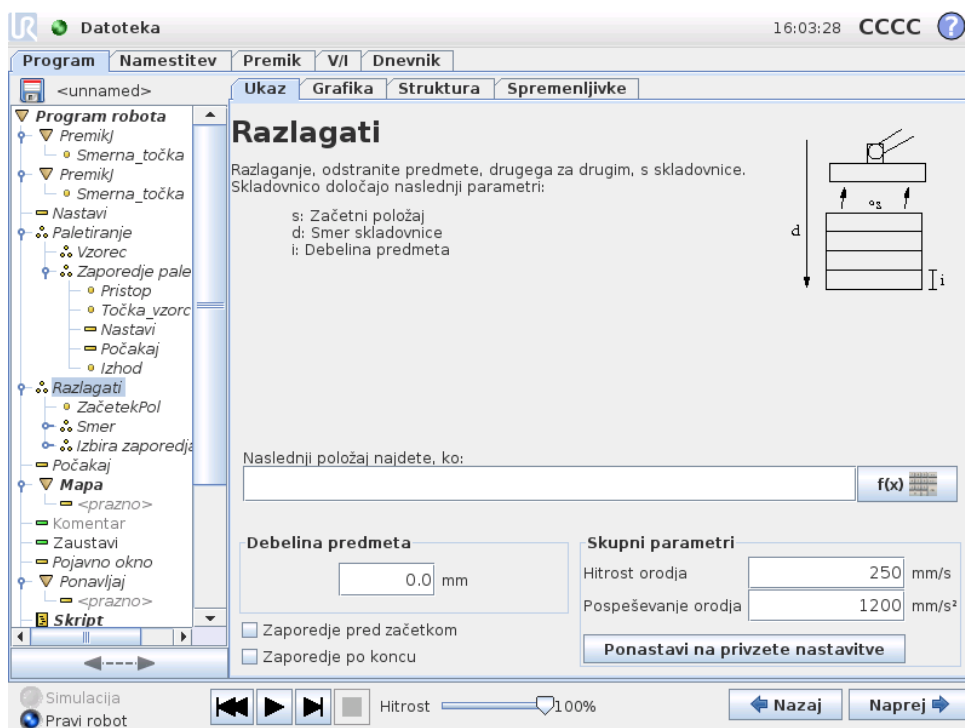 UR Datoteka 16:03:28 CCCC ?
Program Namestitev Premik V/I Dnevnik
<unnamed>
Ukaz Grafika Struktura Spremenljivke
Program robota
PremikJ
Smerna_točka
PremikJ
Smerna_točka
Nastavi
Paletiranje
Vzorec
Zaporedje pale
Pristop
Točka_vzorc
Nastavi
Počakaj
Izhod
Razlagati
ZačetekPol
Smer
Izbira zaporedja
Počakaj
Mapa
<prazno>
Komentar
Zaustavi
Pojavno okno
Ponavljaj
<prazno>
Skript
Razlagati
Razlaganje, odstranite predmete, drugega za drugim, s skladovnice.
Skladovnico določajo naslednji parametri:
s: Začetni položaj
d: Smer skladovnice
i: Debelina predmeta
s
d
i
Naslednji položaj najdete, ko:
f(x)
Debelina predmeta
0.0 mm
Zaporedje pred začetkom
Zaporedje po koncu
Skupni parametri
Hitrost orodja 250 mm/s
Pospeševanje orodja 1200 mm/s²
Ponastavi na privzete nastavitve
Simulacija
Pravi robot
Hitrost 100%
Nazaj Naprej